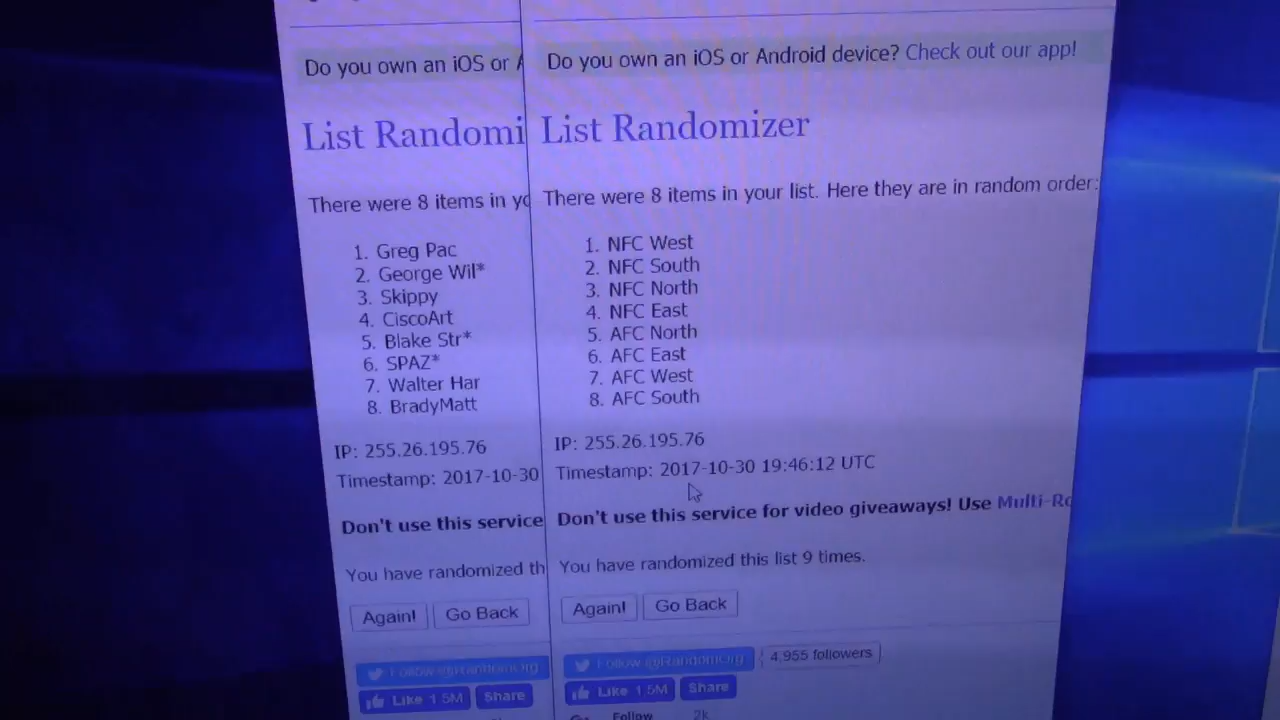 Do you own an iOS or
List Randomi
There were 8 items in yo
1. Greg Pac
2. George Wil*
3. Skippy
4. CiscoArt
5. Blake Str*
6. SPAZ*
7. Walter Har
8. BradyMatt
IP: 255.26.195.76
Timestamp: 2017-10-30
Don't use this service
You have randomized th
Again! Go Back
Follow @RandomOrg
Like 1.5M Share
Do you own an iOS or Android device? Check out our app!
List Randomizer
There were 8 items in your list. Here they are in random order:
1. NFC West
2. NFC South
3. NFC North
4. NFC East
5. AFC North
6. AFC East
7. AFC West
8. AFC South
IP: 255.26.195.76
Timestamp: 2017-10-30 19:46:12 UTC
Don't use this service for video giveaways! Use Multi-Ro
You have randomized this list 9 times.
Again! Go Back
Follow @RandomOrg 4,955 followers
Like 1.5M Share
Follow 2k